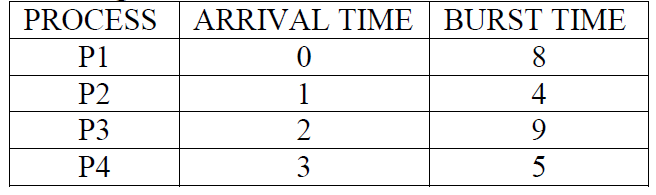 PROCESS ARRIVAL TIME BURST TIME
P1 0 8
P2 1 4
P3 2 9
P4 3 5